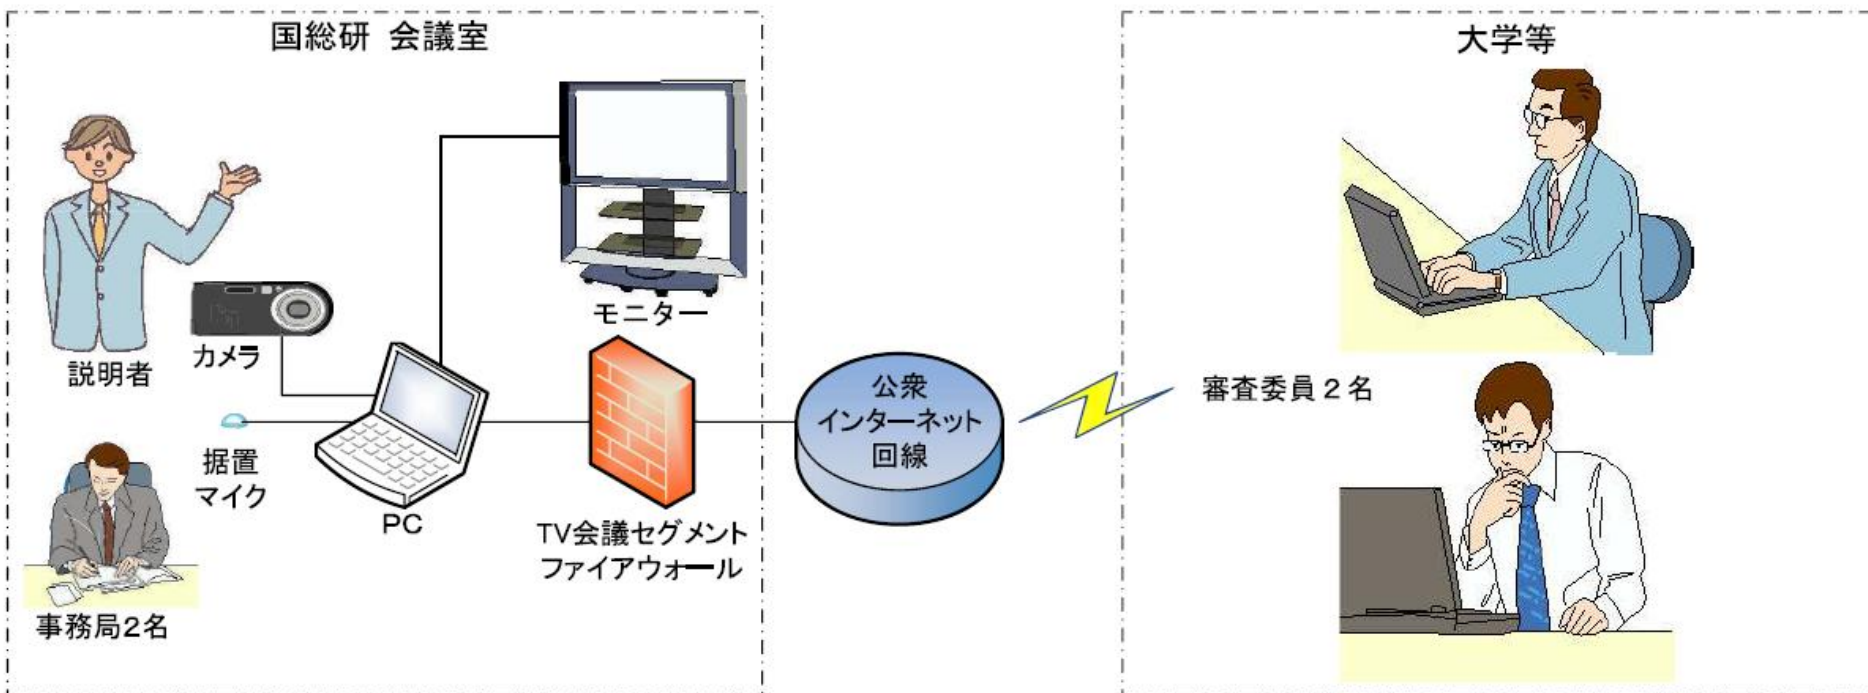 国総研 会議室
大学等
モニター
カメラ
説明者
公衆
インターネット
回線
審査委員２名
据置
マイク
PC
TV会議セグメント
ファイアウォール
事務局2名